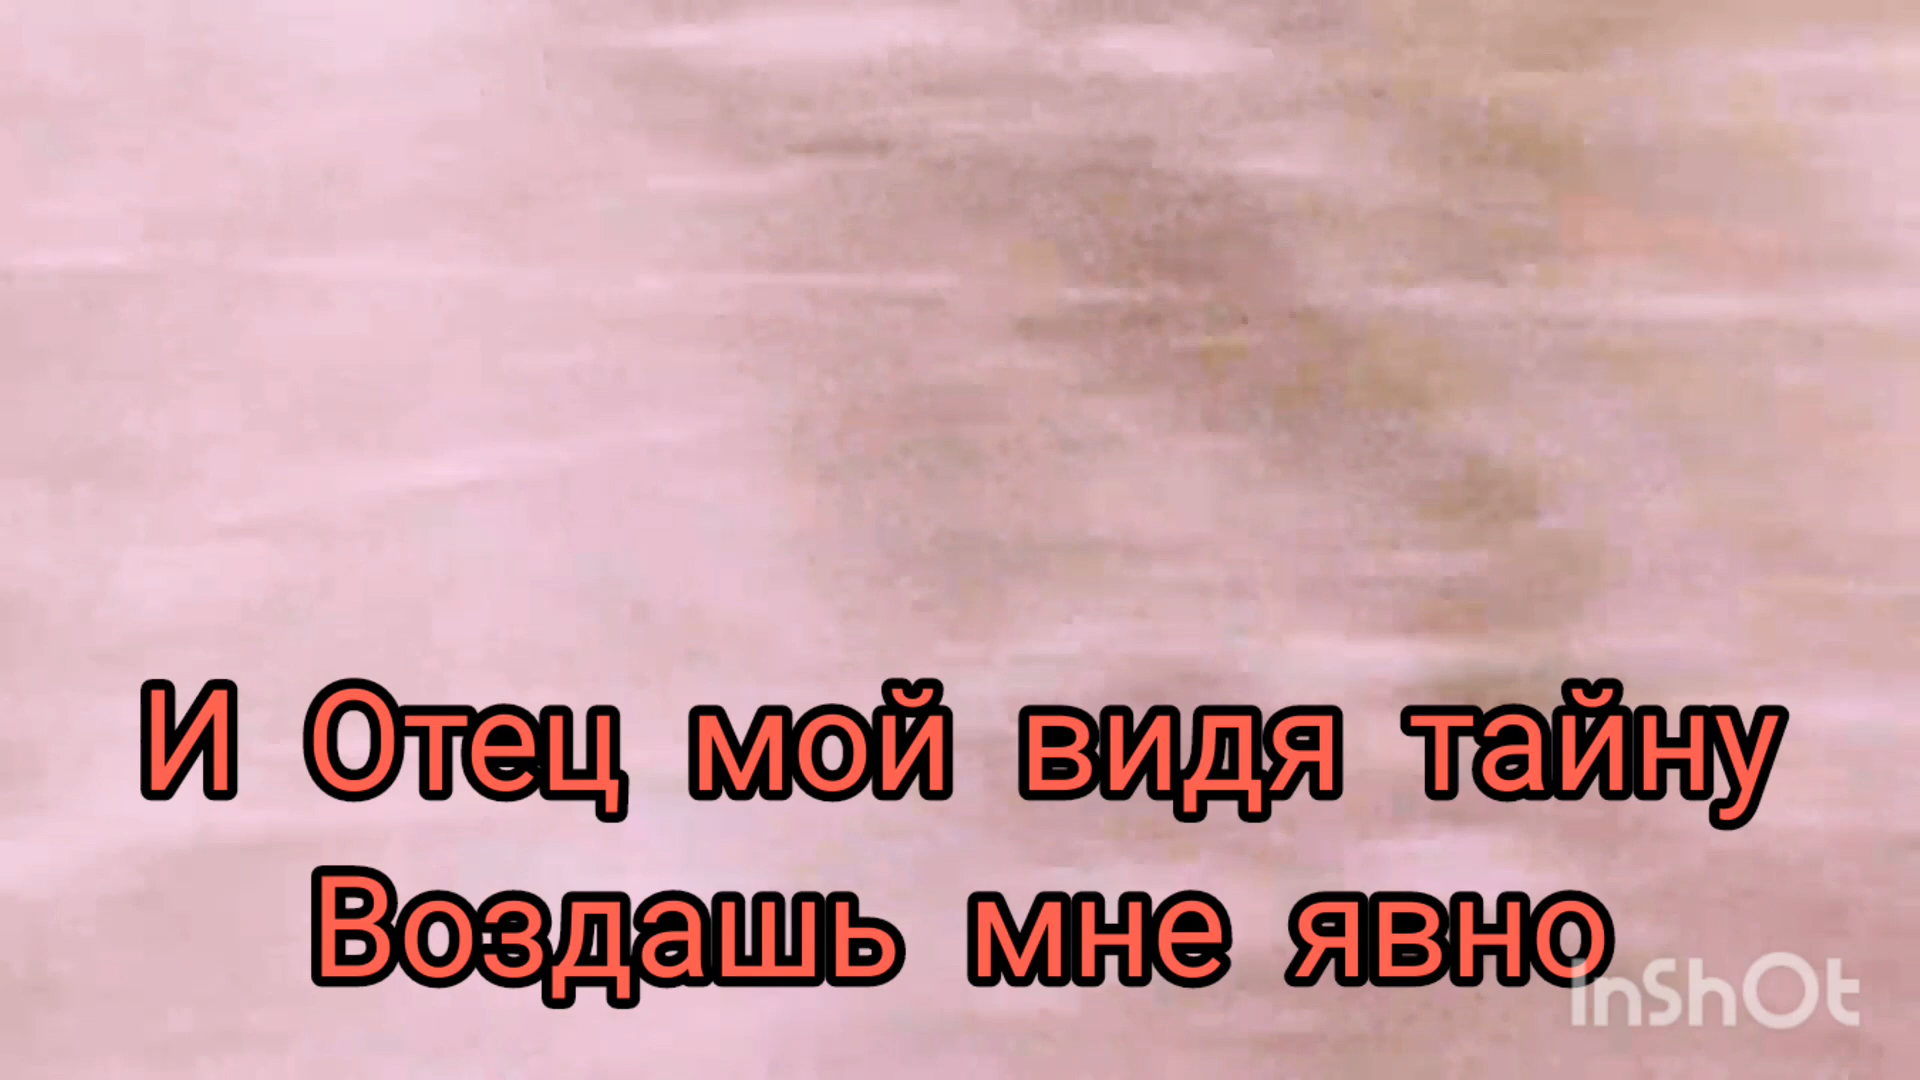 И Отец мой видя тайну
Воздашь мне явно
InShOt